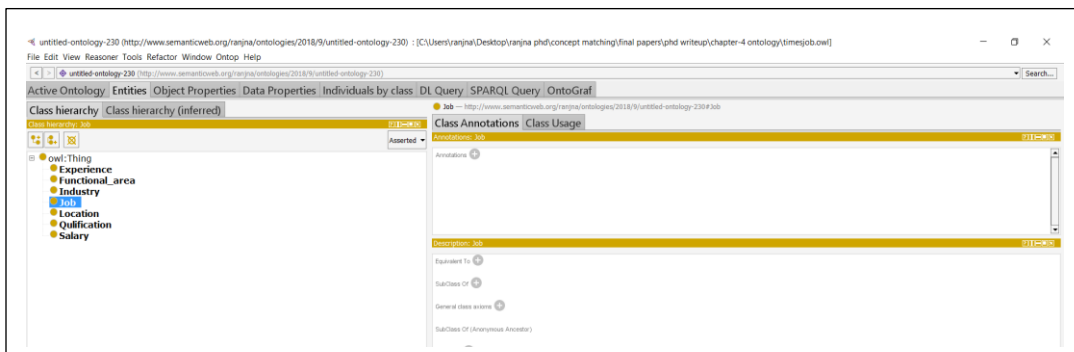 untitled-ontology-230 (http://www.semanticweb.org/ranjna/ontologies/2018/9/untitled-ontology-230) : [C:\Users\ranjna\Desktop\ranjna phd\concept matching\final papers\phd writeup\chapter-4 ontology\timesjob.owl]
File Edit View Reasoner Tools Refactor Window Ontop Help
< > untitled-ontology-230 (http://www.semanticweb.org/ranjna/ontologies/2018/9/untitled-ontology-230) Search...
Active Ontology Entities Object Properties Data Properties Individuals by class DL Query SPARQL Query OntoGraf
Class hierarchy Class hierarchy (inferred)
Class hierarchy: Job
Asserted
owl:Thing
Experience
Functional_area
Industry
Job
Location
Qulification
Salary
Job — http://www.semanticweb.org/ranjna/ontologies/2018/9/untitled-ontology-230#Job
Class Annotations Class Usage
Annotations: Job
Annotations
Description: Job
Equivalent To
SubClass Of
General class axioms
SubClass Of (Anonymous Ancestor)